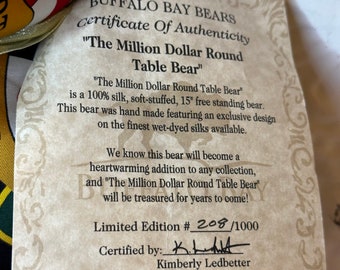 BUFFALO BAY BEARS
Certificate Of Authenticity
"The Million Dollar Round
Table Bear"
"The Million Dollar Round Table Bear"
is a 100% silk, soft-stuffed, 15" free standing bear.
This bear was hand made featuring an exclusive design
on the finest wet-dyed silks available.
We know this bear will become a
heartwarming addition to any collection,
and "The Million Dollar Round Table Bear"
will be treasured for years to come!
Limited Edition # 208/1000
Certified by:
Kimberly Ledbetter